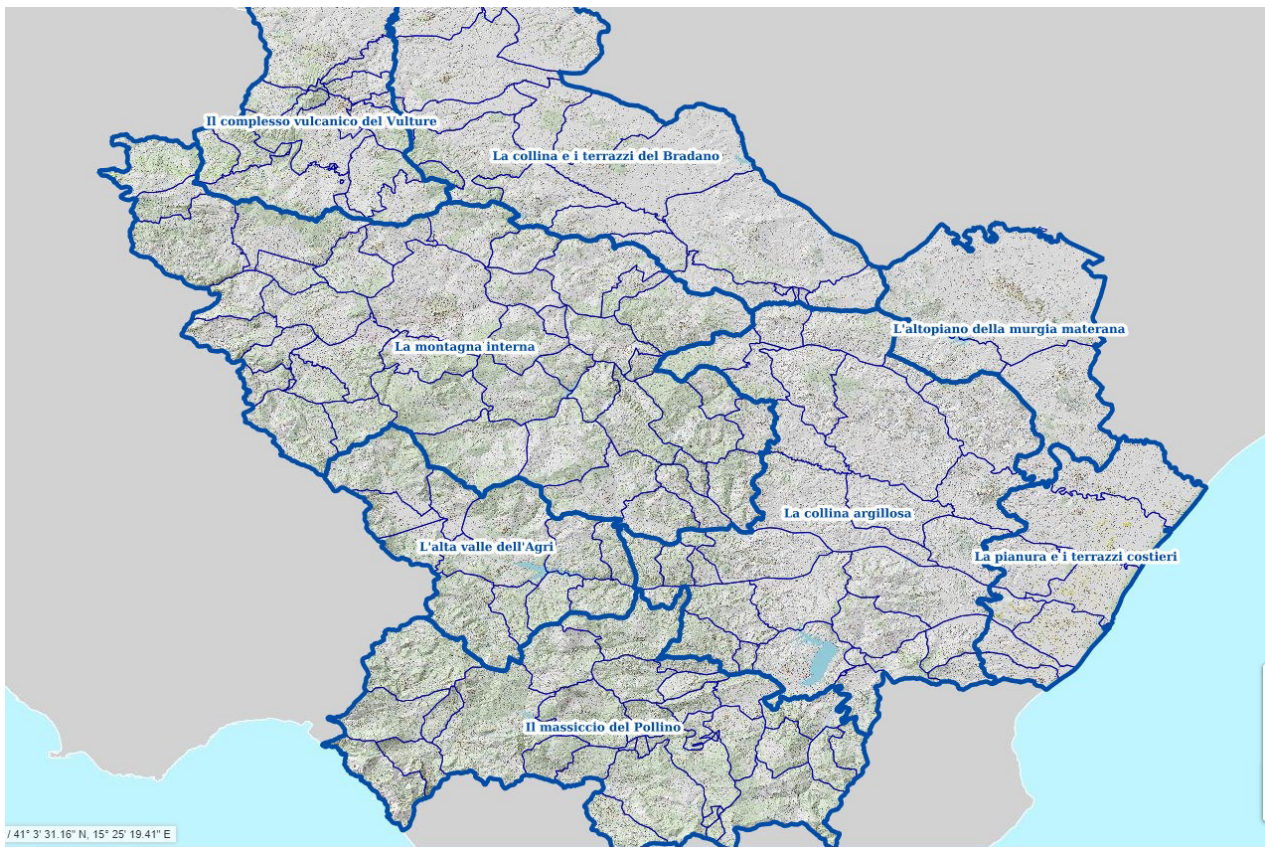 Il complesso vulcanico del Vulture
La collina e i terrazzi del Bradano
L'altopiano della murgia materana
La montagna interna
La collina argillosa
L'alta valle dell'Agri
La pianura e i terrazzi costieri
Il massiccio del Pollino
/ 41° 3' 31.16" N, 15° 25' 19.41" E